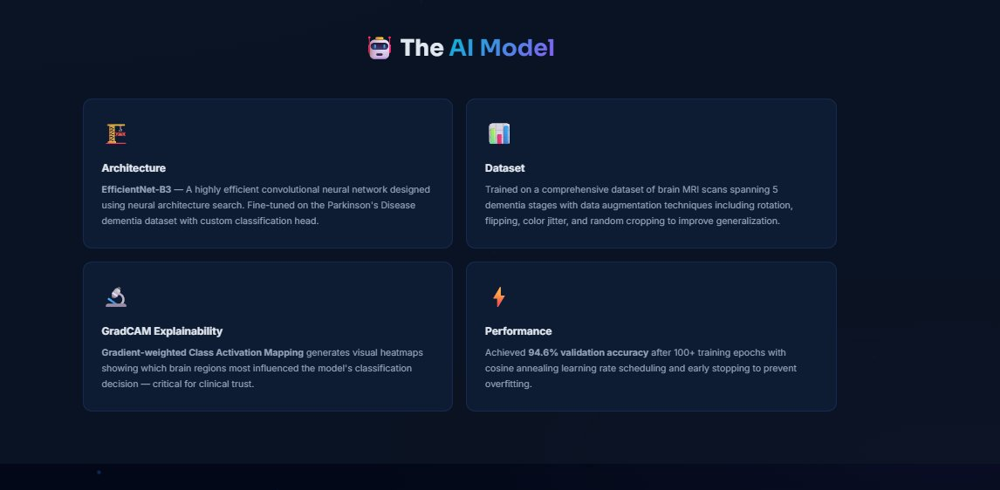 The AI Model
Architecture
EfficientNet-B3 — A highly efficient convolutional neural network designed
using neural architecture search. Fine-tuned on the Parkinson's Disease
dementia dataset with custom classification head.
Dataset
Trained on a comprehensive dataset of brain MRI scans spanning 5
dementia stages with data augmentation techniques including rotation,
flipping, color jitter, and random cropping to improve generalization.
GradCAM Explainability
Gradient-weighted Class Activation Mapping generates visual heatmaps
showing which brain regions most influenced the model's classification
decision — critical for clinical trust.
Performance
Achieved 94.6% validation accuracy after 100+ training epochs with
cosine annealing learning rate scheduling and early stopping to prevent
overfitting.